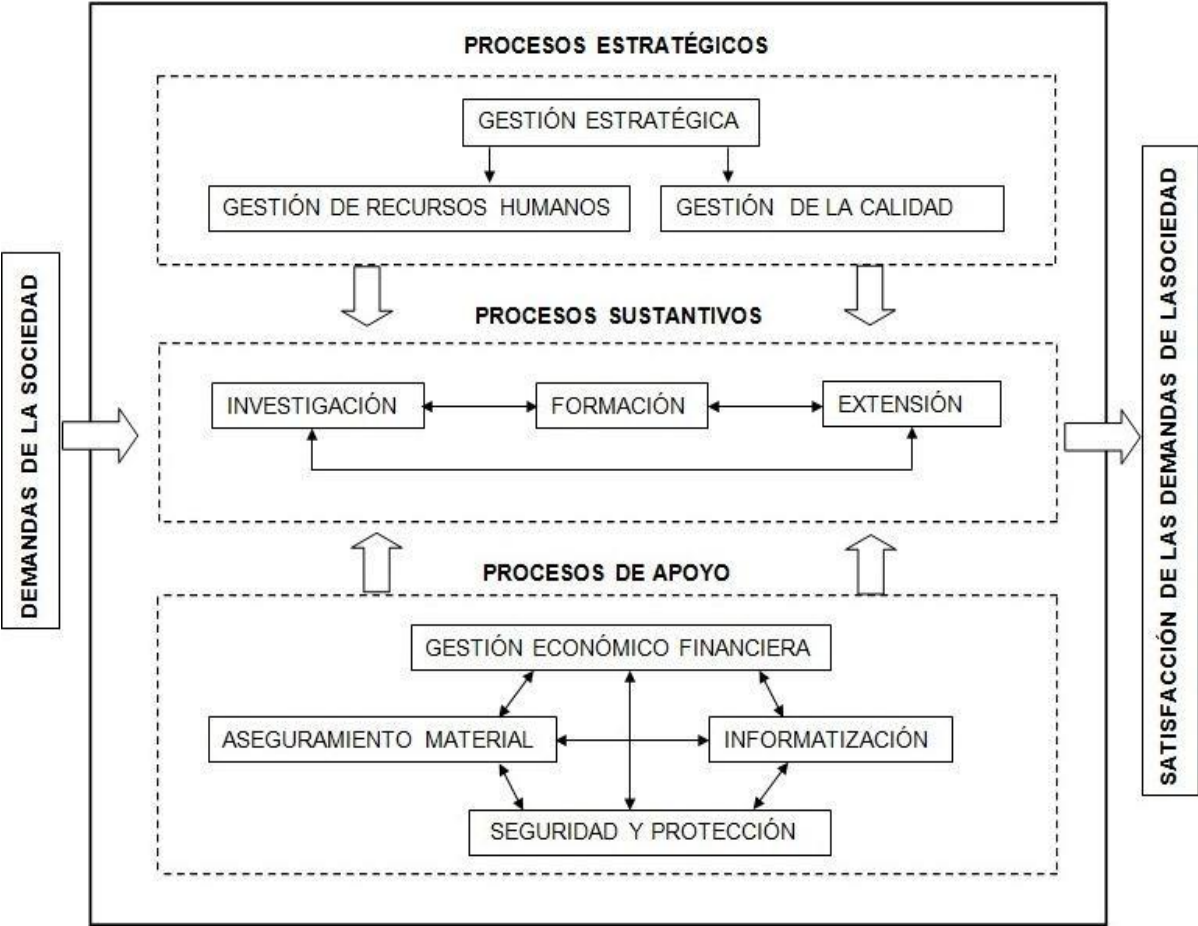 PROCESOS ESTRATÉGICOS
GESTIÓN ESTRATÉGICA
GESTIÓN DE RECURSOS HUMANOS
GESTIÓN DE LA CALIDAD
DEMANDAS DE LA SOCIEDAD
PROCESOS SUSTANTIVOS
INVESTIGACIÓN
FORMACIÓN
EXTENSIÓN
SATISFACCIÓN DE LAS DEMANDAS DE LASOCIEDAD
PROCESOS DE APOYO
GESTIÓN ECONÓMICO FINANCIERA
ASEGURAMIENTO MATERIAL
INFORMATIZACIÓN
SEGURIDAD Y PROTECCIÓN